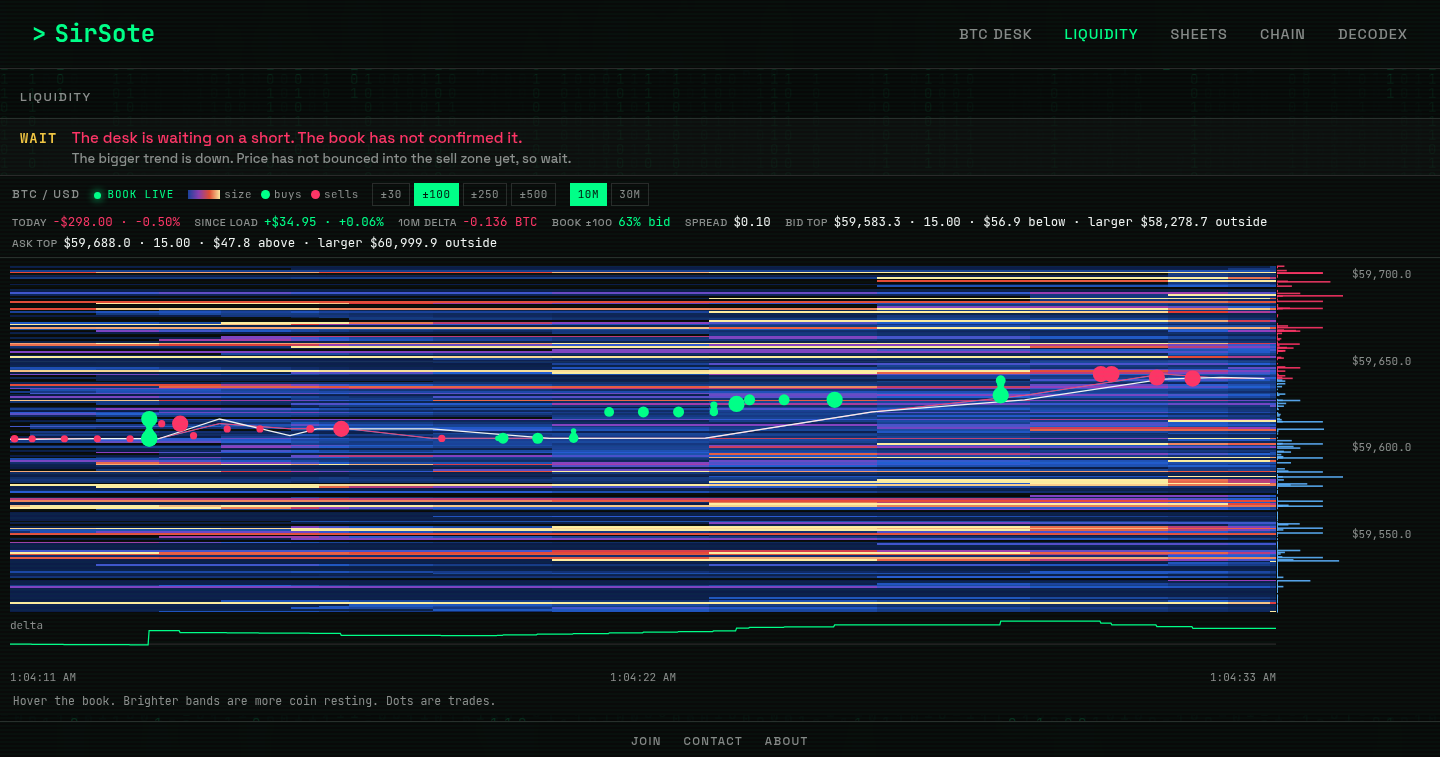 > SirSote
BTC DESK LIQUIDITY SHEETS CHAIN DECODEX
LIQUIDITY
WAIT The desk is waiting on a short. The book has not confirmed it.
The bigger trend is down. Price has not bounced into the sell zone yet, so wait.
BTC / USD BOOK LIVE size buys sells ±30 ±100 ±250 ±500 10M 30M
TODAY -$298.00 · -0.50% SINCE LOAD +$34.95 · +0.06% 10M DELTA -0.136 BTC BOOK ±100 63% bid SPREAD $0.10 BID TOP $59,583.3 · 15.00 · $56.9 below · larger $58,278.7 outside
ASK TOP $59,688.0 · 15.00 · $47.8 above · larger $60,999.9 outside
$59,700.0
$59,650.0
$59,600.0
$59,550.0
delta
1:04:11 AM 1:04:22 AM 1:04:33 AM
Hover the book. Brighter bands are more coin resting. Dots are trades.
JOIN CONTACT ABOUT